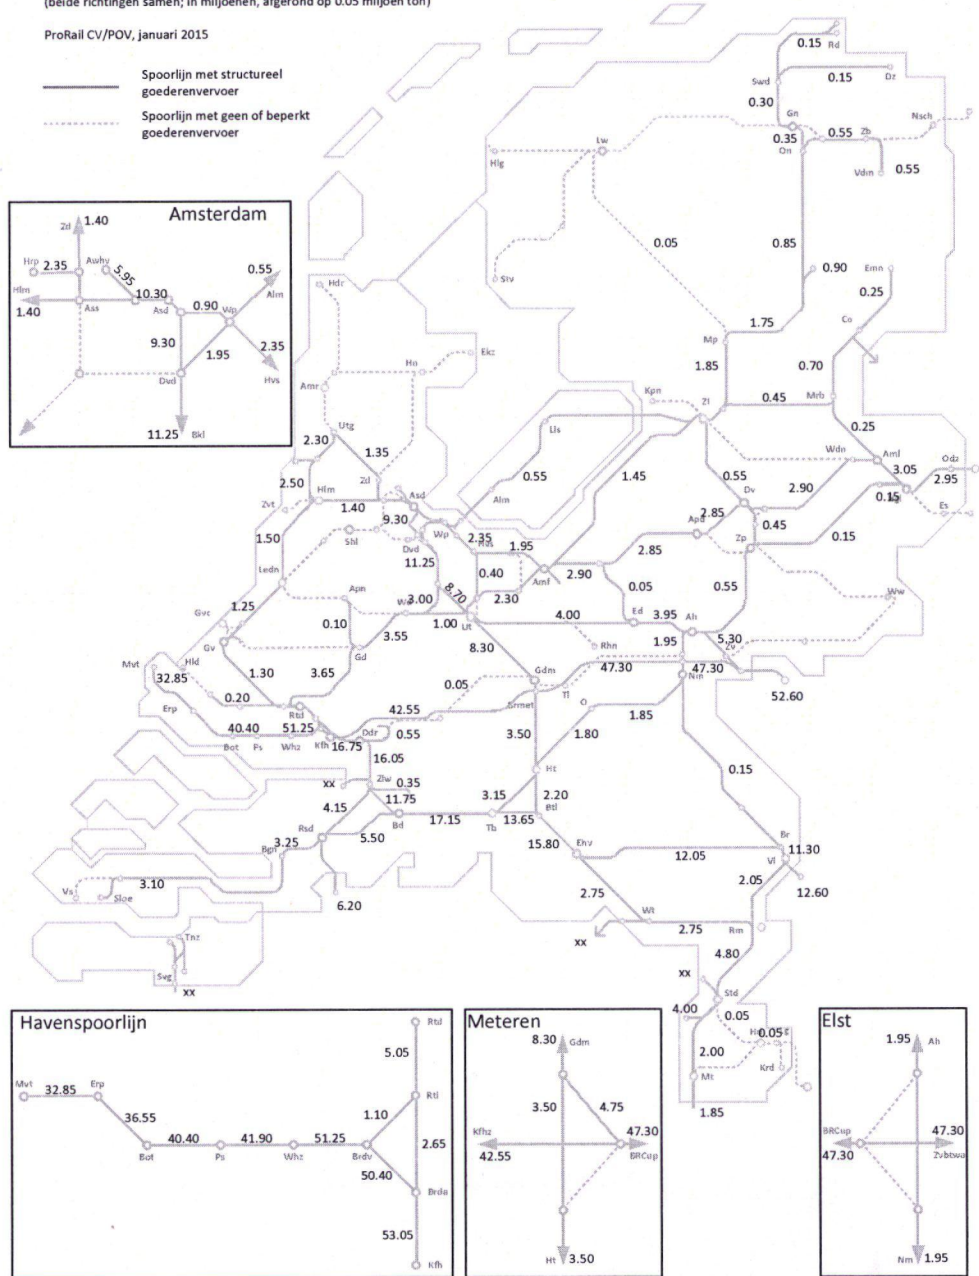 (beide richtingen samen; in miljoenen, afgerond op 0.05 miljoen ton)
ProRail CV/POV, januari 2015
Spoorlijn met structureel
goederenvervoer
Spoorlijn met geen of beperkt
goederenvervoer
0.15 Rd
Swd 0.15 Dz
0.30
Gn Nsch
0.35 0.55 Zb
Lw On
Hlg Vdm 0.55
Amsterdam
Zd 1.40
Hrp 2.35 Awhv 5.95 0.55
Hlm 10.30 0.90 Wp Alm
1.40 Ass Asd
9.30 1.95 2.35
Dvd Hvs
11.25 Bkl
0.05 0.85 0.90 Emn
Stv 0.25
Hdr 1.75 Co
Hn Ekz Mp
1.85 0.70
Amr Kpn Zl 0.45 Mrb
Utg Lls 0.25
2.30 1.35 1.45 Wdn Aml
2.50 Zd 0.55 3.05 Odz
Hlm 0.55 Dv 2.90 2.95
Zvt 1.40 Asd Alm 0.15
9.30 Apd 2.85 0.45 Es
1.50 Shl Dvd Wp 2.35 Zp
Hvs 1.95 2.85 0.15
Ledn 11.25 Amf 2.90
0.40 0.55
Apn 8.70 2.30 0.05 Ww
Gvc 1.25 3.00 4.00 Ed 3.95 Ah
0.10 1.00 Ut
3.55 1.95 5.30
Gv Gd 8.30 Rhn Zv
Mvt Hld 1.30 3.65 Gdm 47.30 47.30
32.85 0.05 Tl Nm 52.60
Erp 0.20 Rtd 42.55 O 1.85
40.40 51.25 Ddr 0.55 3.50 1.80
Bot Ps Whz Kfh 16.75
16.05 Ht 0.15
xx Zlw 0.35 3.15 2.20
4.15 11.75 Btl
Rsd Bd 17.15 Tb 13.65
5.50 15.80 Ehv Br
Bgn 3.25 12.05 Vl 11.30
Vs 3.10 2.05
Sloe 6.20 2.75 12.60
Wt
2.75 Rm
Tnz xx 4.80
Svg xx
xx Std
4.00 0.05
0.05
2.00 Krd
Mt
1.85
Havenspoorlijn
Rtd
5.05
Mvt 32.85 Erp Rtl
36.55 1.10
40.40 41.90 51.25 2.65
Bot Ps Whz Brdv
50.40
53.05
Kfh
Meteren
8.30 Gdm
3.50 4.75
Kfhz 47.30
42.55 BRCup
Ht 3.50
Elst
1.95 Ah
BRCup 47.30
47.30 Zvbtwa
Nm 1.95